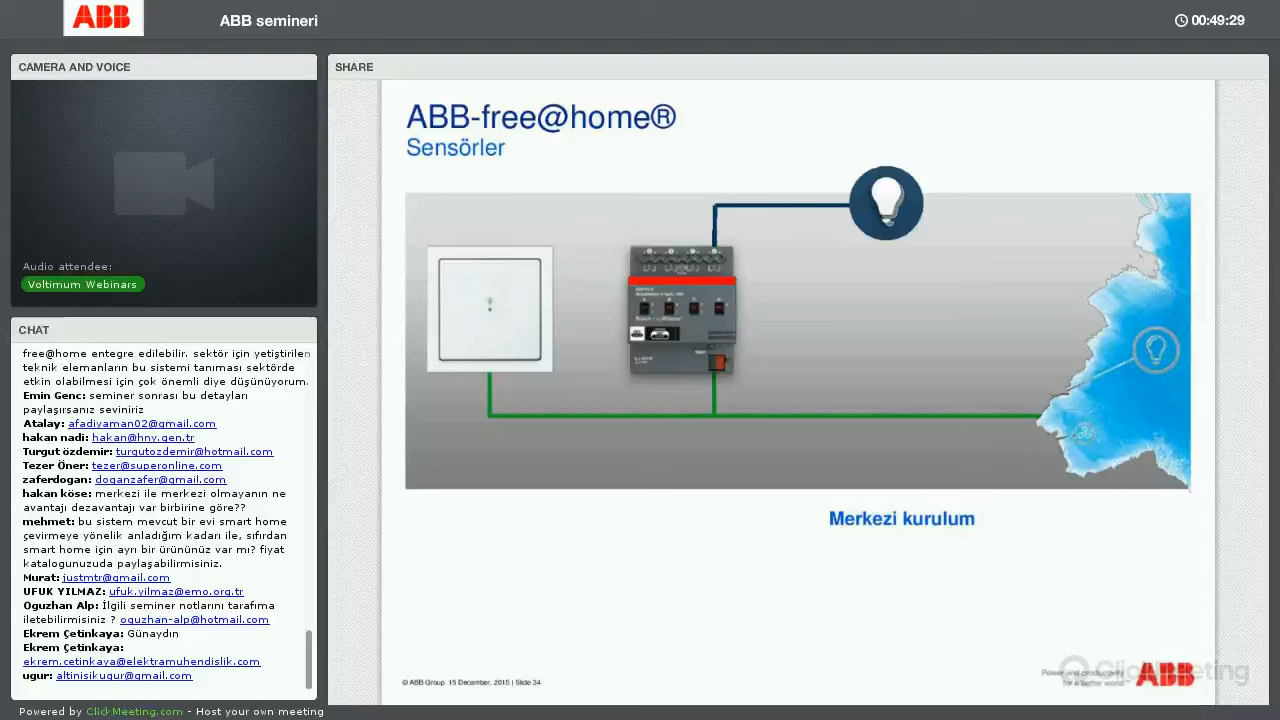 ABB
ABB semineri
00:49:29
CAMERA AND VOICE
SHARE
Audio attendee:
Voltimum Webinars
CHAT
free@home entegre edilebilir. sektör için yetiştirilen
teknik elemanların bu sistemi tanıması sektörde
etkin olabilmesi için çok önemli diye düşünüyorum.
Emin Genc: seminer sonrası bu detayları
paylaşırsanız seviniriz
Atalay: afadiyaman02@gmail.com
hakan nadi: hakan@hny.gen.tr
Turgut özdemir: turgutozdemir@hotmail.com
Tezer Öner: tezer@superonline.com
zaferdogan: doganzafer@gmail.com
hakan köse: merkezi ile merkezi olmayanın ne
avantajı dezavantajı var birbirine göre??
mehmet: bu sistem mevcut bir evi smart home
çevirmeye yönelik anladığım kadarı ile, sıfırdan
smart home için ayrı bir ürününüz var mı? fiyat
katalogunuzuda paylaşabilirmisiniz.
Murat: justmtr@gmail.com
UFUK YILMAZ: ufuk.yilmaz@emo.org.tr
Oguzhan Alp: İlgili seminer notlarını tarafıma
iletebilirmisiniz ? oguzhan-alp@hotmail.com
Ekrem Çetinkaya: Günaydın
Ekrem Çetinkaya:
ekrem.cetinkaya@elektramuhendislik.com
ugur: altinisikugur@gmail.com
Powered by ClickMeeting.com - Host your own meeting
ABB-free@home®
Sensörler
Merkezi kurulum
© ABB Group 15 December, 2015 | Slide 34
Power and productivity
for a better world
ClickMeeting
ABB